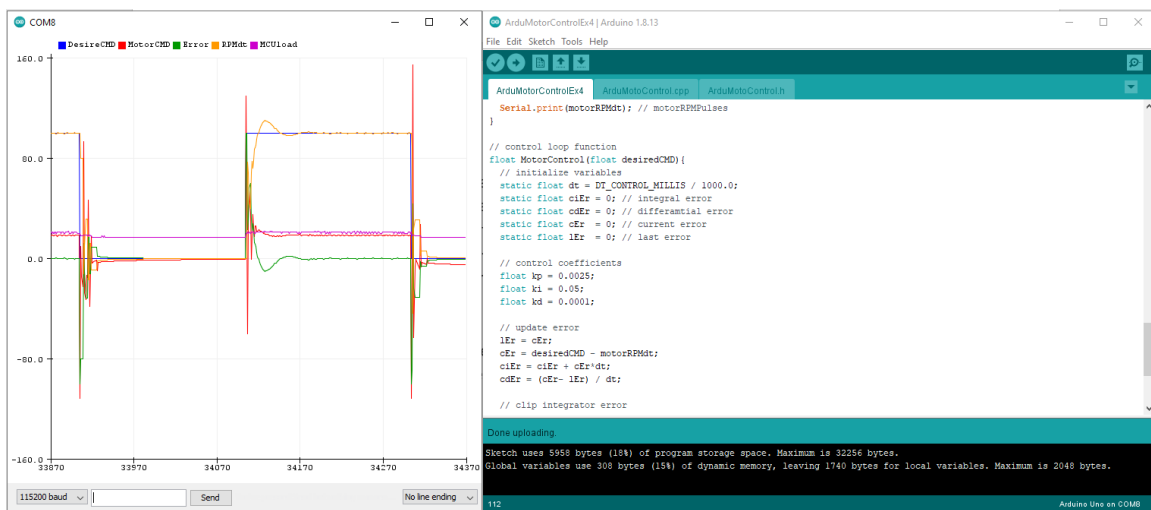 COM8
DesireCMD MotorCMD Error RPMdt MCUload
160.0
80.0
0.0
-80.0
-160.0
33870 33970 34070 34170 34270 34370
115200 baud Send No line ending
ArduMotorControlEx4 | Arduino 1.8.13
File Edit Sketch Tools Help
ArduMotorControlEx4 ArduMotoControl.cpp ArduMotoControl.h
Serial.print(motorRPMdt); // motorRPMPulses
}
// control loop function
float MotorControl(float desiredCMD){
// initialize variables
static float dt = DT_CONTROL_MILLIS / 1000.0;
static float ciEr = 0; // integral error
static float cdEr = 0; // differamtial error
static float cEr = 0; // current error
static float lEr = 0; // last error
// control coefficients
float kp = 0.0025;
float ki = 0.05;
float kd = 0.0001;
// update error
lEr = cEr;
cEr = desiredCMD - motorRPMdt;
ciEr = ciEr + cEr*dt;
cdEr = (cEr- lEr) / dt;
// clip integrator error
Done uploading.
Sketch uses 5958 bytes (18%) of program storage space. Maximum is 32256 bytes.
Global variables use 308 bytes (15%) of dynamic memory, leaving 1740 bytes for local variables. Maximum is 2048 bytes.
112 Arduino Uno on COM8